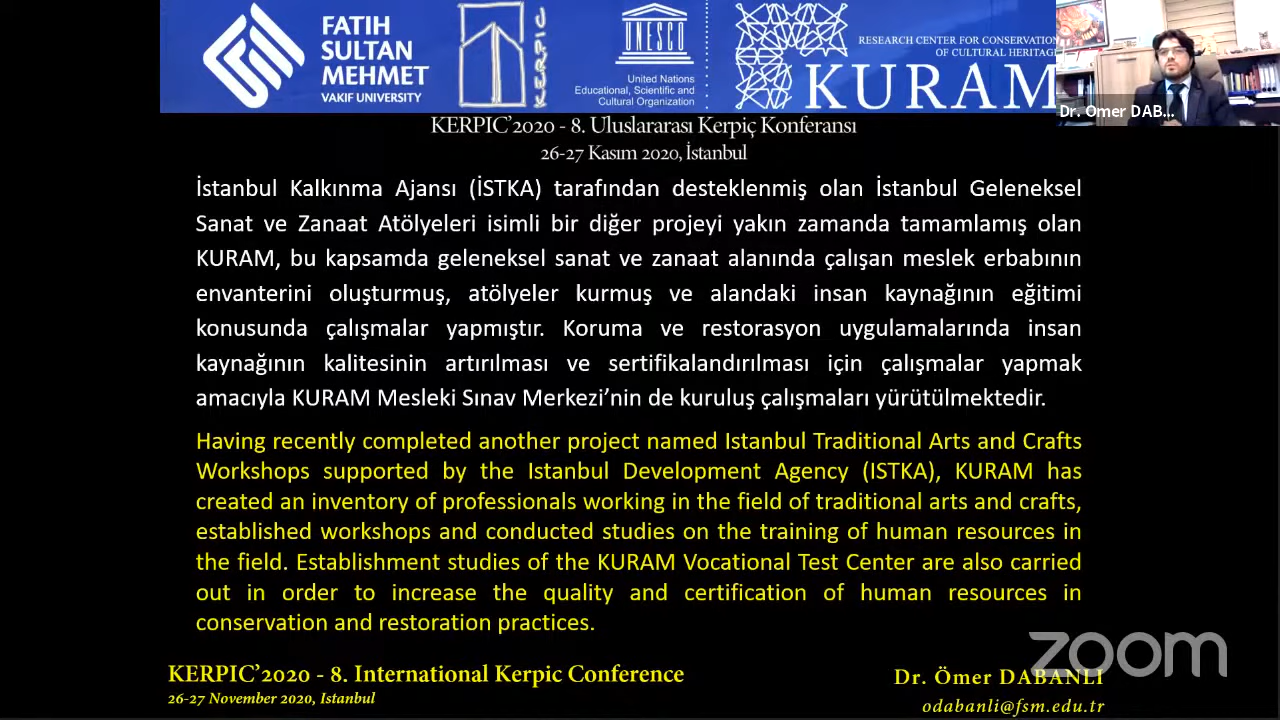 FATIH
SULTAN
MEHMET
VAKIF UNIVERSITY
KERPIC
UNESCO
United Nations
Educational, Scientific and
Cultural Organization
RESEARCH CENTER FOR CONSERVATION
OF CULTURAL HERITAGE
KURAM
Dr. Omer DAB...
KERPIC'2020 - 8. Uluslararası Kerpiç Konferansı
26-27 Kasım 2020, İstanbul
İstanbul Kalkınma Ajansı (İSTKA) tarafından desteklenmiş olan İstanbul Geleneksel
Sanat ve Zanaat Atölyeleri isimli bir diğer projeyi yakın zamanda tamamlamış olan
KURAM, bu kapsamda geleneksel sanat ve zanaat alanında çalışan meslek erbabının
envanterini oluşturmuş, atölyeler kurmuş ve alandaki insan kaynağının eğitimi
konusunda çalışmalar yapmıştır. Koruma ve restorasyon uygulamalarında insan
kaynağının kalitesinin artırılması ve sertifikalandırılması için çalışmalar yapmak
amacıyla KURAM Mesleki Sınav Merkezi'nin de kuruluş çalışmaları yürütülmektedir.
Having recently completed another project named Istanbul Traditional Arts and Crafts
Workshops supported by the Istanbul Development Agency (ISTKA), KURAM has
created an inventory of professionals working in the field of traditional arts and crafts,
established workshops and conducted studies on the training of human resources in
the field. Establishment studies of the KURAM Vocational Test Center are also carried
out in order to increase the quality and certification of human resources in
conservation and restoration practices.
KERPIC'2020 - 8. International Kerpic Conference
26-27 November 2020, Istanbul
Dr. Ömer DABANLI
odabanli@fsm.edu.tr
zoom